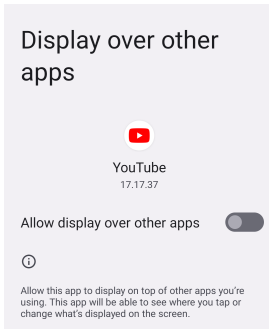 Display over other
apps
YouTube
17.17.37
Allow display over other apps
Allow this app to display on top of other apps you're
using. This app will be able to see where you tap or
change what's displayed on the screen.